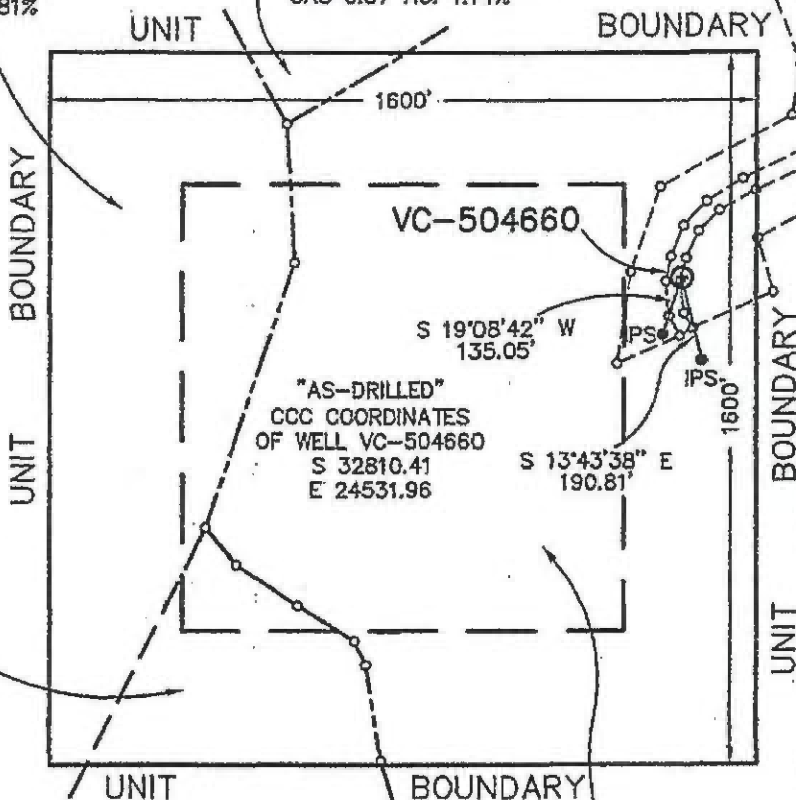 81%
UNIT
BOUNDARY
1600'
BOUNDARY
VC-504660
S 19°08'42" W
135.05'
IPS
IPS
"AS-DRILLED"
CCC COORDINATES
OF WELL VC-504660
S 32810.41
E 24531.96
S 13°43'38" E
190.81'
1600'
BOUNDARY
UNIT
UNIT
UNIT
BOUNDARY